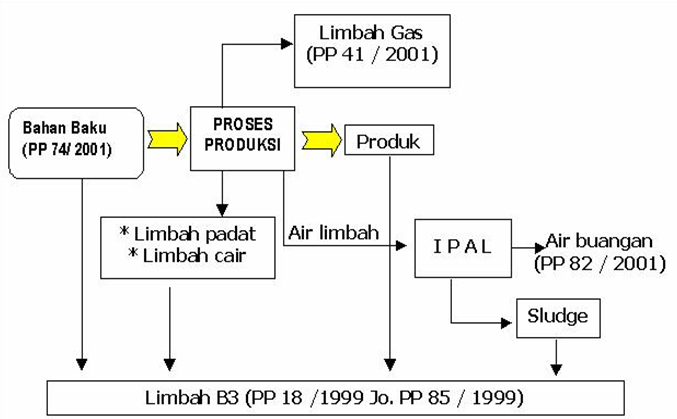 Limbah Gas
(PP 41 / 2001)
Bahan Baku
(PP 74/ 2001)
PROSES
PRODUKSI
Produk
* Limbah padat
* Limbah cair
Air limbah
I P A L
Air buangan
(PP 82 / 2001)
Sludge
Limbah B3 (PP 18 /1999 Jo. PP 85 / 1999)